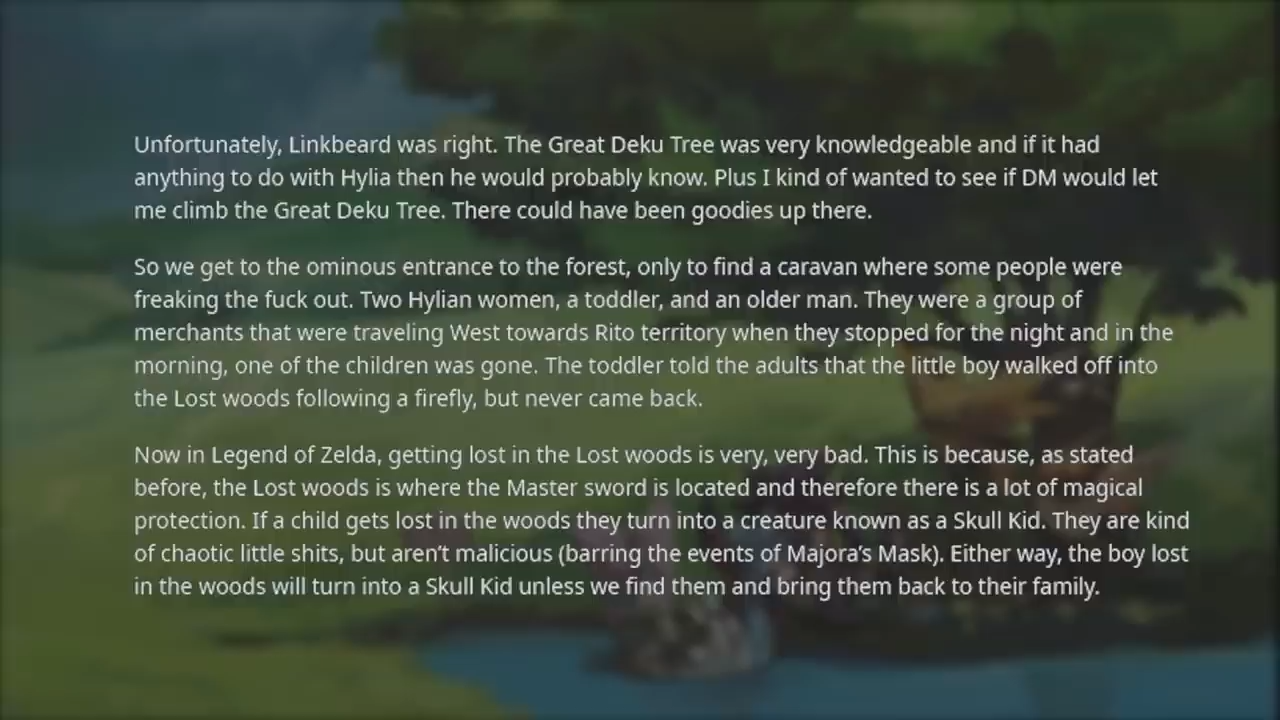 Unfortunately, Linkbeard was right. The Great Deku Tree was very knowledgeable and if it had
anything to do with Hylia then he would probably know. Plus I kind of wanted to see if DM would let
me climb the Great Deku Tree. There could have been goodies up there.
So we get to the ominous entrance to the forest, only to find a caravan where some people were
freaking the fuck out. Two Hylian women, a toddler, and an older man. They were a group of
merchants that were traveling West towards Rito territory when they stopped for the night and in the
morning, one of the children was gone. The toddler told the adults that the little boy walked off into
the Lost woods following a firefly, but never came back.
Now in Legend of Zelda, getting lost in the Lost woods is very, very bad. This is because, as stated
before, the Lost woods is where the Master sword is located and therefore there is a lot of magical
protection. If a child gets lost in the woods they turn into a creature known as a Skull Kid. They are kind
of chaotic little shits, but aren’t malicious (barring the events of Majora’s Mask). Either way, the boy lost
in the woods will turn into a Skull Kid unless we find them and bring them back to their family.